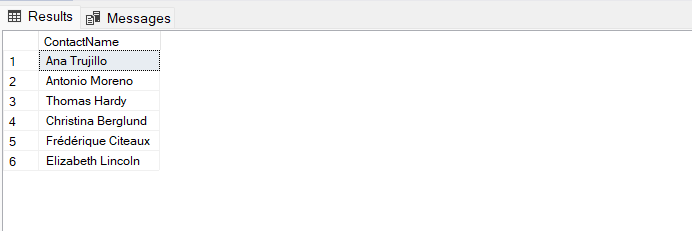 Results Messages
ContactName
1 Ana Trujillo
2 Antonio Moreno
3 Thomas Hardy
4 Christina Berglund
5 Frédérique Citeaux
6 Elizabeth Lincoln